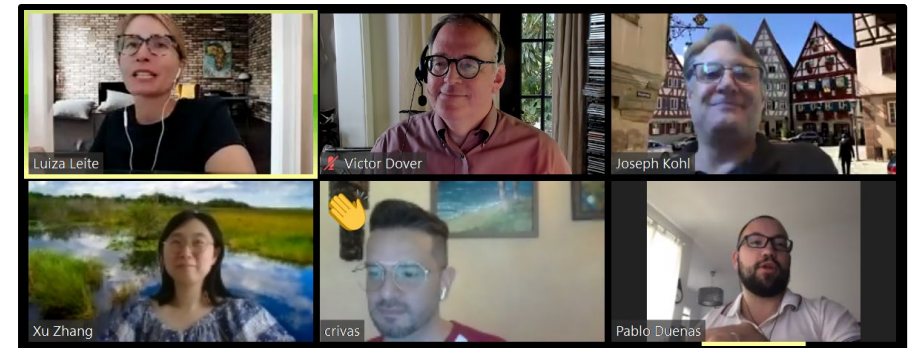 Luiza Leite
Victor Dover
Joseph Kohl
Xu Zhang
crivas
Pablo Duenas